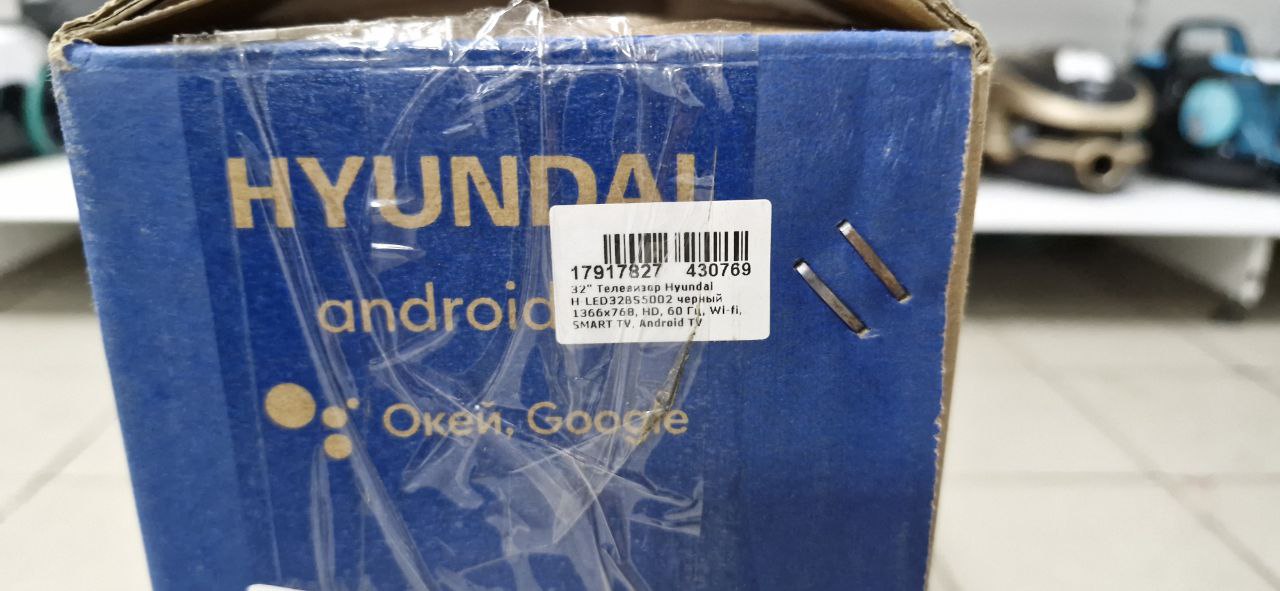 HYUNDAI
17917827 430769
32" Телевизор Hyundai
H-LED32BS5002 черный
1366x768, HD, 60 Гц, Wi-fi,
SMART TV, Android TV
android
Окей, Google